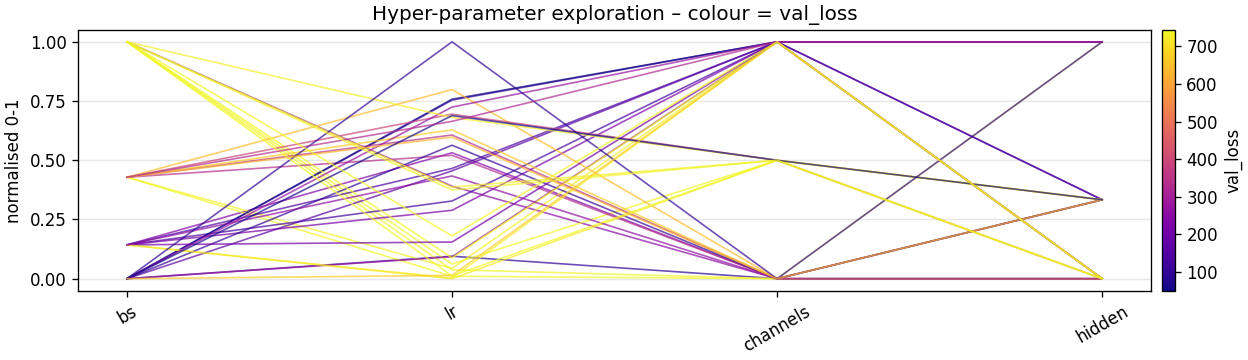 Hyper-parameter exploration – colour = val_loss
normalised 0-1
1.00
0.75
0.50
0.25
0.00
bs
lr
channels
hidden
700
600
500
400
300
200
100
val_loss